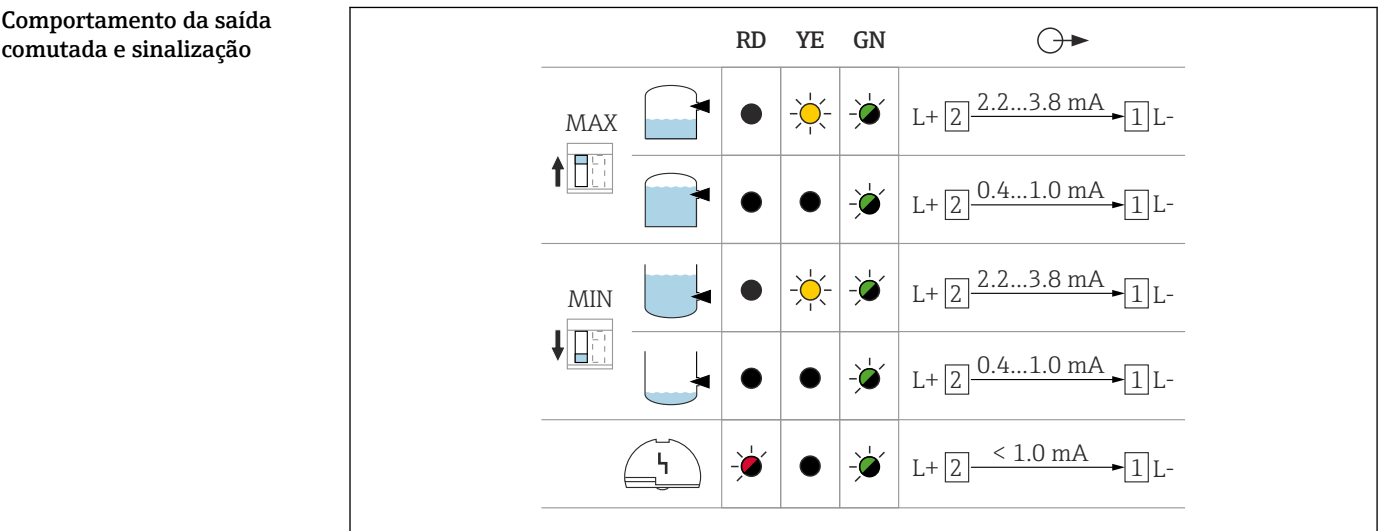 Comportamento da saída
comutada e sinalização
RD YE GN
MAX
L+ 2 2.2...3.8 mA 1 L-
L+ 2 0.4...1.0 mA 1 L-
MIN
L+ 2 2.2...3.8 mA 1 L-
L+ 2 0.4...1.0 mA 1 L-
L+ 2 < 1.0 mA 1 L-